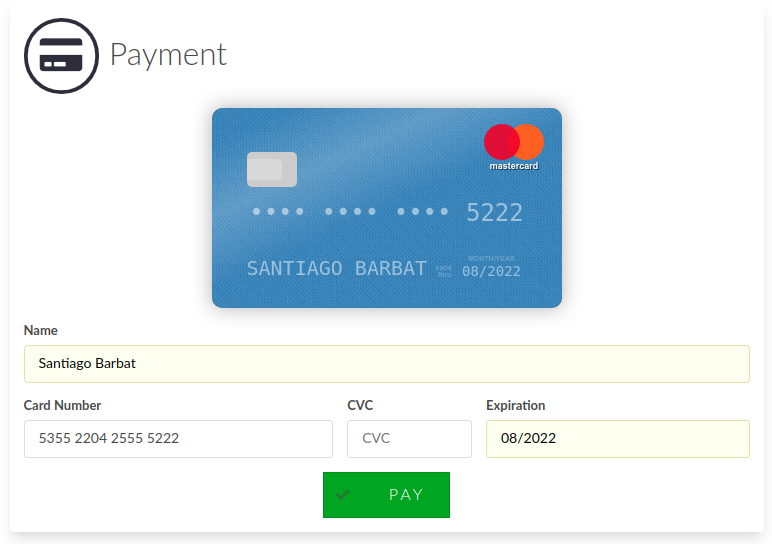 Payment
mastercard
•••• •••• •••• 5222
MONTH/YEAR
SANTIAGO BARBAT valid thru 08/2022
Name
Santiago Barbat
Card Number CVC Expiration
5355 2204 2555 5222 CVC 08/2022
PAY